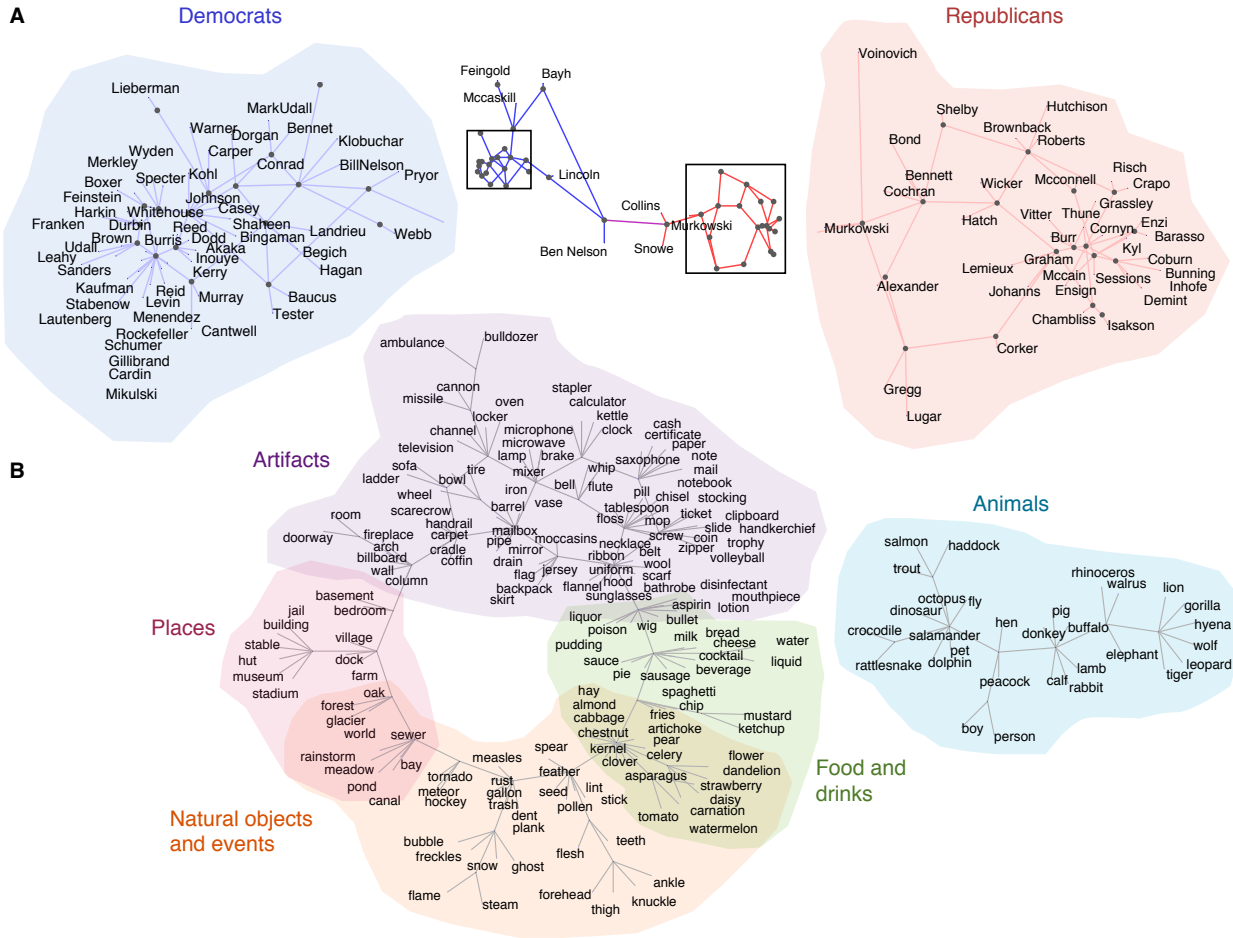 A
Democrats
Republicans
Lieberman
MarkUdall
Warner
Dorgan
Bennet
Klobuchar
Wyden
Carper
Conrad
BillNelson
Merkley
Specter
Kohl
Pryor
Boxer
Feinstein
Johnson
Harkin
Whitehouse
Casey
Franken
Durbin
Reed
Shaheen
Landrieu
Webb
Brown
Burris
Dodd
Bingaman
Udall
Akaka
Begich
Leahy
Inouye
Hagan
Sanders
Kerry
Kaufman
Reid
Murray
Baucus
Stabenow
Levin
Tester
Lautenberg
Menendez
Rockefeller
Cantwell
Schumer
Gillibrand
Cardin
Mikulski
Feingold
Bayh
Mccaskill
Lincoln
Collins
Murkowski
Ben Nelson
Snowe
Voinovich
Shelby
Hutchison
Brownback
Bond
Roberts
Risch
Bennett
Wicker
Mcconnell
Crapo
Cochran
Grassley
Hatch
Vitter
Thune
Enzi
Murkowski
Cornyn
Barasso
Burr
Kyl
Graham
Coburn
Lemieux
Mccain
Sessions
Bunning
Alexander
Johanns
Ensign
Inhofe
Demint
Chambliss
Isakson
Corker
Gregg
Lugar
B
Artifacts
ambulance
bulldozer
cannon
stapler
missile
oven
calculator
locker
kettle
cash
channel
microphone
clock
certificate
television
microwave
paper
lamp
brake
saxophone
note
sofa
tire
mixer
whip
mail
ladder
bowl
bell
flute
pill
notebook
wheel
iron
chisel
stocking
scarecrow
barrel
vase
tablespoon
room
handrail
floss
mop
ticket
clipboard
doorway
fireplace
carpet
mailbox
moccasins
screw
slide
handkerchief
arch
cradle
pipe
mirror
necklace
coin
trophy
billboard
coffin
drain
ribbon
belt
zipper
volleyball
wall
flag
jersey
uniform
wool
column
backpack
flannel
hood
scarf
skirt
sunglasses
bathrobe
disinfectant
mouthpiece
lotion
Places
basement
bedroom
jail
building
stable
village
hut
dock
museum
farm
stadium
oak
forest
glacier
world
sewer
rainstorm
meadow
bay
pond
canal
Natural objects
and events
measles
spear
tornado
rust
feather
meteor
gallon
seed
lint
hockey
trash
pollen
stick
dent
plank
bubble
teeth
freckles
snow
ghost
flesh
flame
steam
forehead
ankle
thigh
knuckle
Food and
drinks
liquor
aspirin
bullet
poison
wig
pudding
milk
bread
water
cheese
sauce
cocktail
liquid
pie
sausage
beverage
hay
spaghetti
almond
chip
cabbage
fries
mustard
chestnut
artichoke
ketchup
kernel
pear
clover
celery
flower
asparagus
dandelion
strawberry
tomato
daisy
carnation
watermelon
Animals
salmon
haddock
trout
rhinoceros
walrus
lion
octopus
fly
dinosaur
pig
gorilla
crocodile
salamander
hen
donkey
buffalo
hyena
pet
wolf
rattlesnake
dolphin
elephant
leopard
peacock
lamb
calf
rabbit
tiger
boy
person